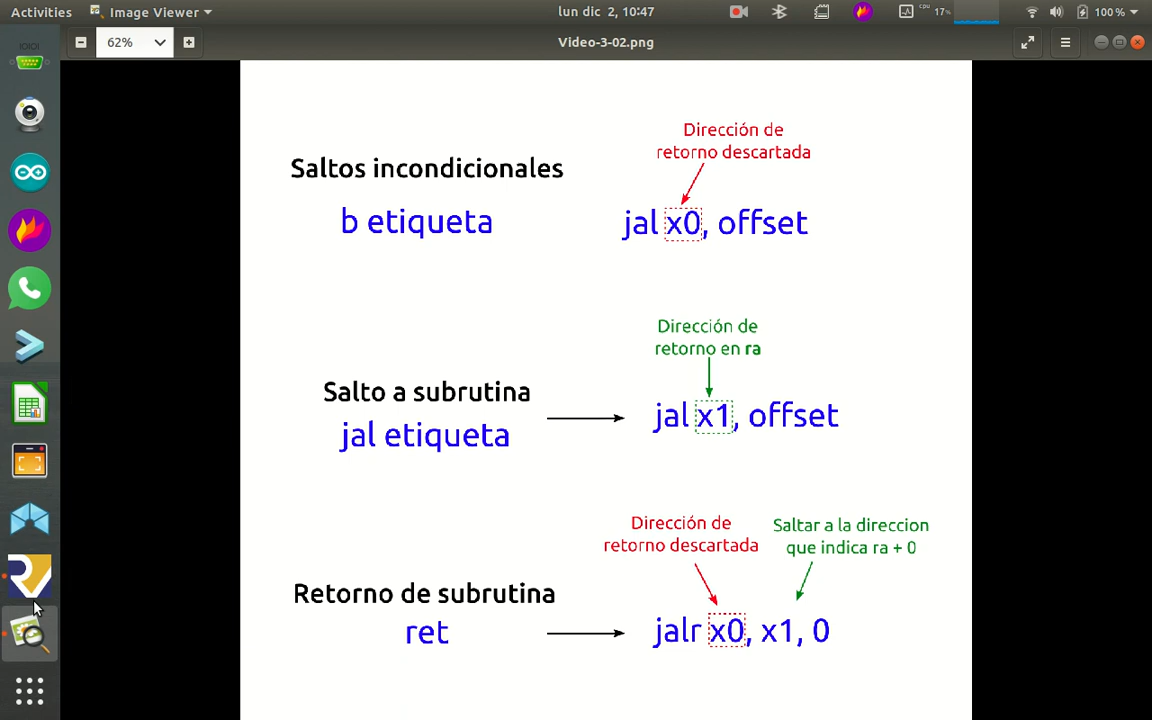 Activities Image Viewer lun dic 2, 10:47 cpu 17% 100 %
62% Video-3-02.png
Dirección de
retorno descartada
Saltos incondicionales
b etiqueta jal x0, offset
Dirección de
retorno en ra
Salto a subrutina
jal etiqueta jal x1, offset
Dirección de
retorno descartada
Saltar a la direccion
que indica ra + 0
Retorno de subrutina
ret jalr x0, x1, 0